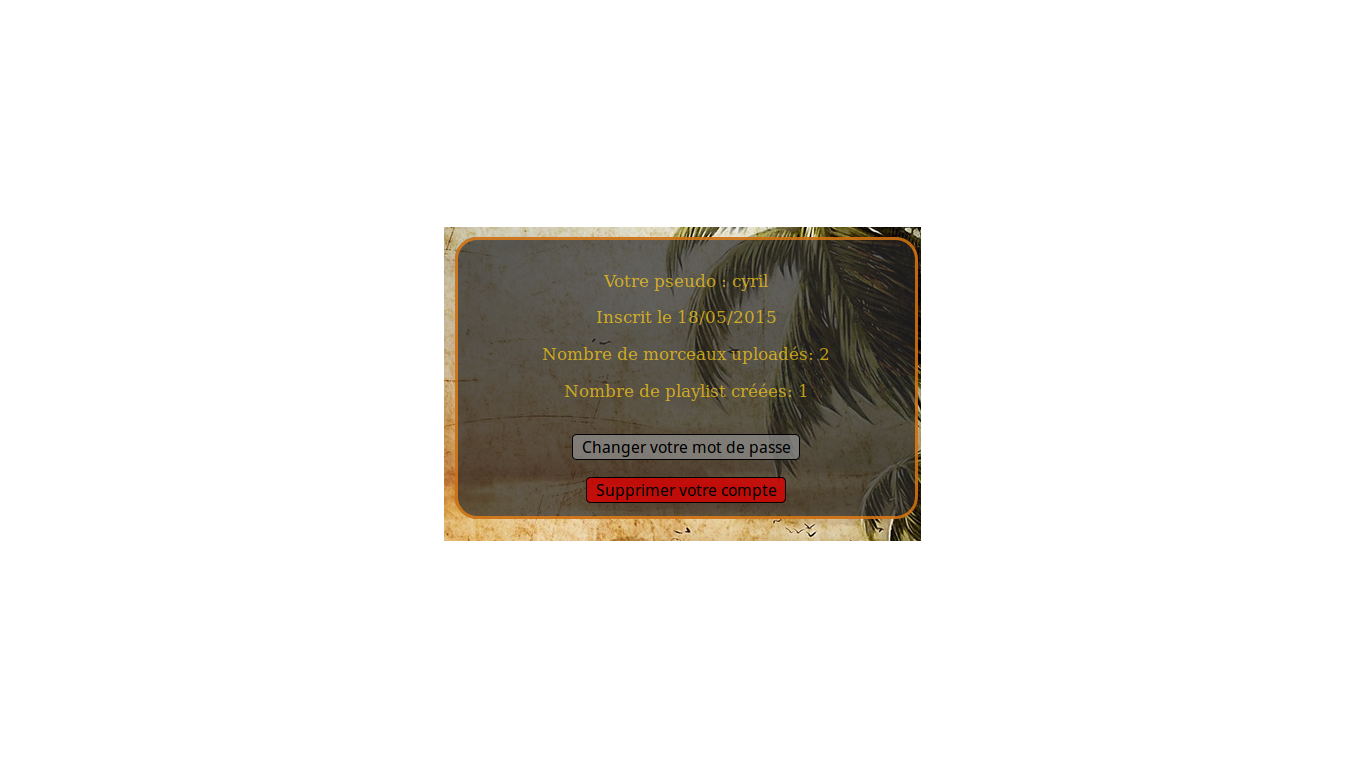 Votre pseudo : cyril
Inscrit le 18/05/2015
Nombre de morceaux uploadés: 2
Nombre de playlist créées: 1
Changer votre mot de passe
Supprimer votre compte